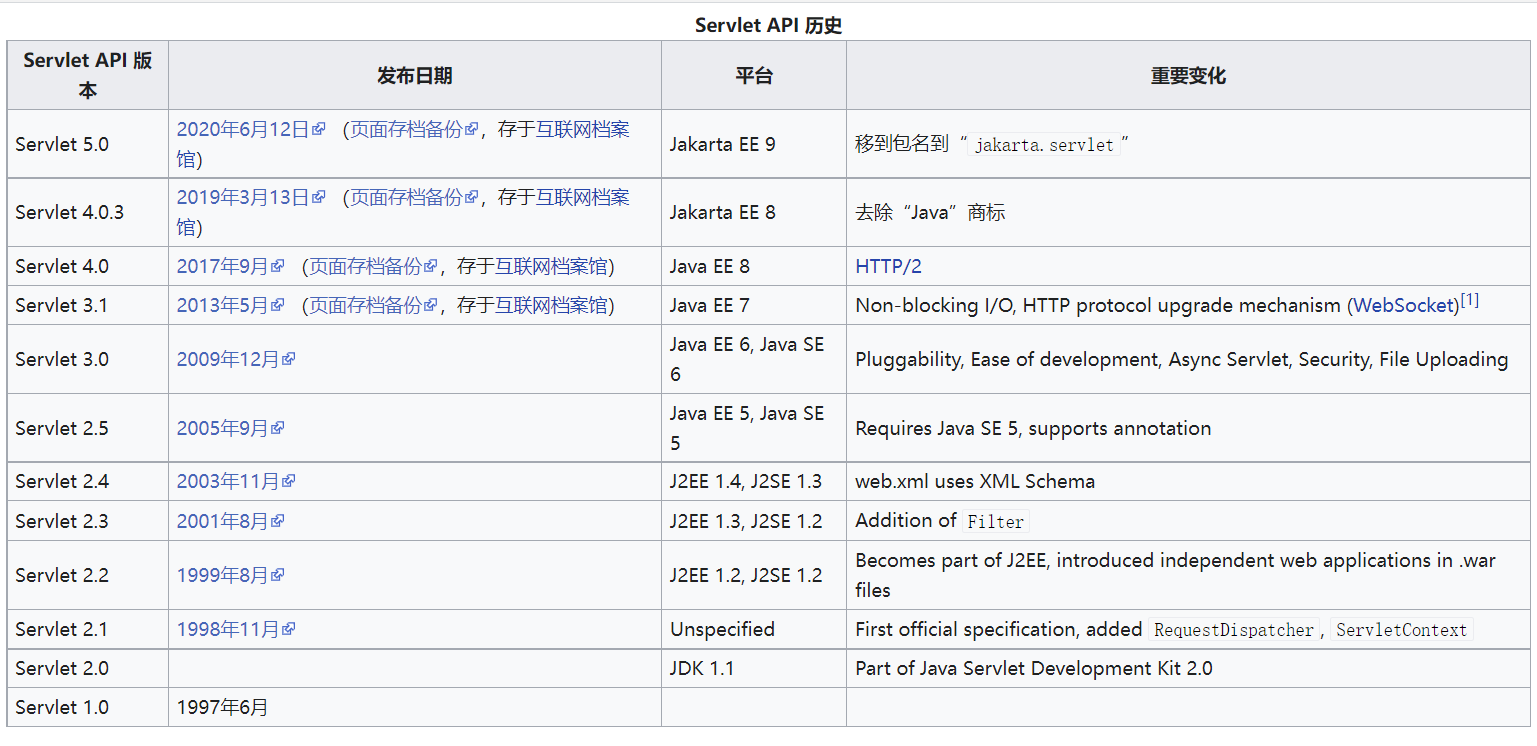 Servlet API 历史
Servlet API 版
本
发布日期
平台
重要变化
Servlet 5.0
2020年6月12日 (页面存档备份，存于互联网档案
馆)
Jakarta EE 9
移到包名到“jakarta.servlet”
Servlet 4.0.3
2019年3月13日 (页面存档备份，存于互联网档案
馆)
Jakarta EE 8
去除“Java”商标
Servlet 4.0
2017年9月 (页面存档备份，存于互联网档案馆)
Java EE 8
HTTP/2
Servlet 3.1
2013年5月 (页面存档备份，存于互联网档案馆)
Java EE 7
Non-blocking I/O, HTTP protocol upgrade mechanism (WebSocket)[1]
Servlet 3.0
2009年12月
Java EE 6, Java SE
6
Pluggability, Ease of development, Async Servlet, Security, File Uploading
Servlet 2.5
2005年9月
Java EE 5, Java SE
5
Requires Java SE 5, supports annotation
Servlet 2.4
2003年11月
J2EE 1.4, J2SE 1.3
web.xml uses XML Schema
Servlet 2.3
2001年8月
J2EE 1.3, J2SE 1.2
Addition of Filter
Servlet 2.2
1999年8月
J2EE 1.2, J2SE 1.2
Becomes part of J2EE, introduced independent web applications in .war
files
Servlet 2.1
1998年11月
Unspecified
First official specification, added RequestDispatcher, ServletContext
Servlet 2.0
JDK 1.1
Part of Java Servlet Development Kit 2.0
Servlet 1.0
1997年6月